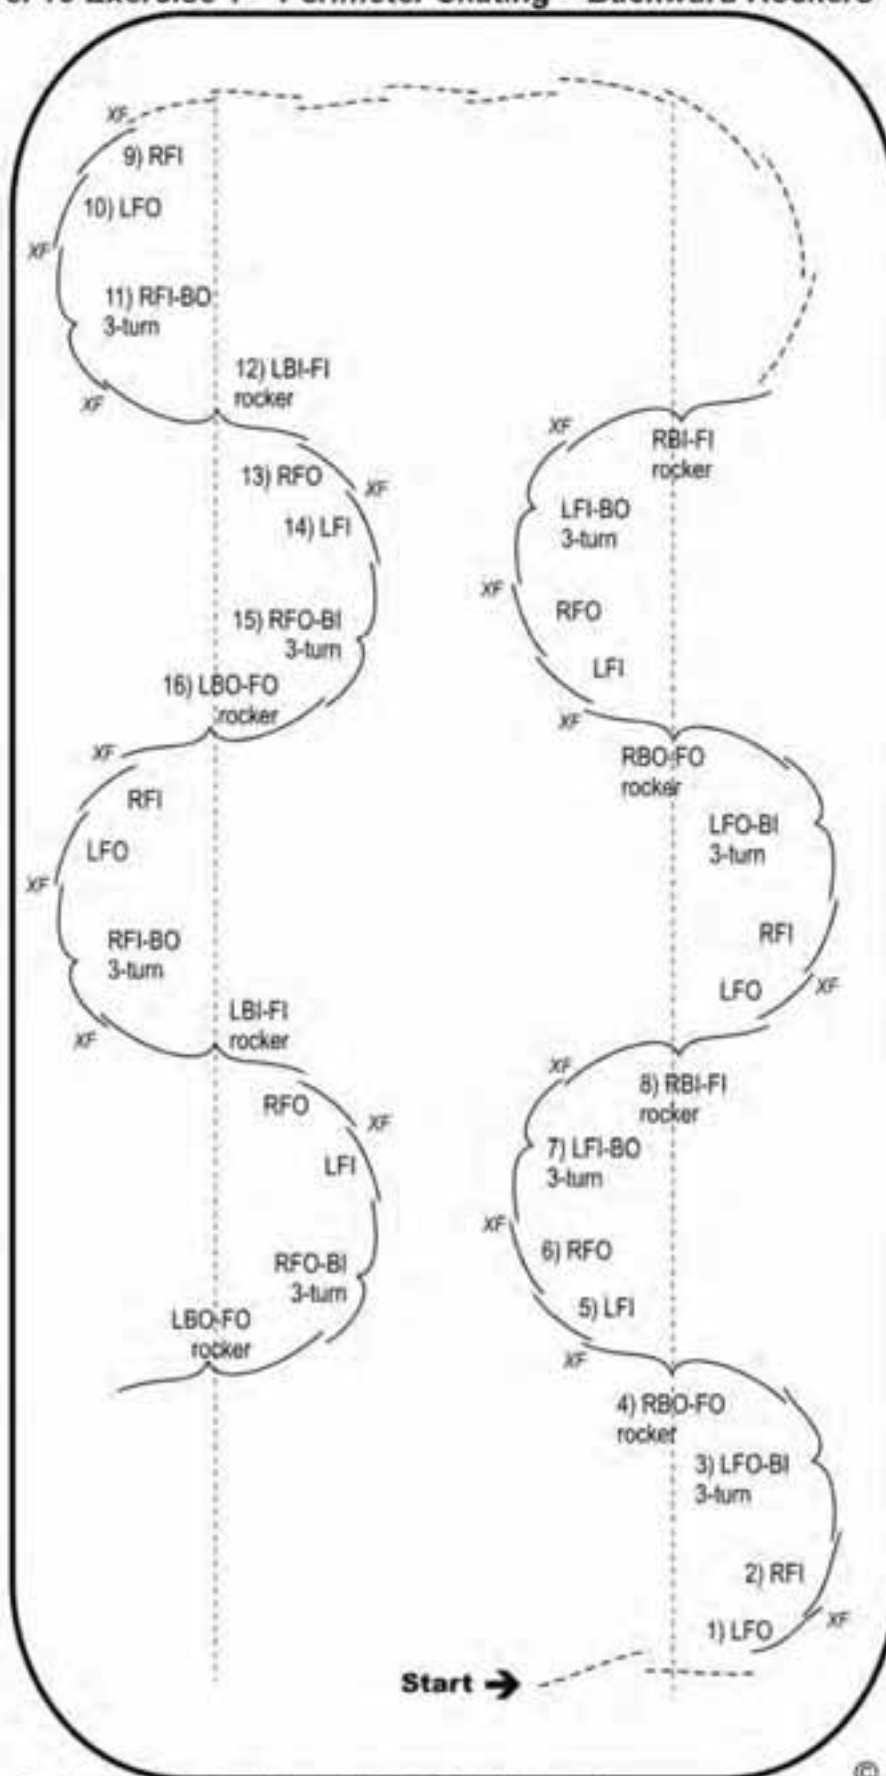 Exercise
Perimeter Skating – Backward Rockers
XF
9) RFI
10) LFO
XF
11) RFI-BO
3-turn
XF
12) LBI-FI
rocker
13) RFO
XF
14) LFI
15) RFO-BI
3-turn
16) LBO-FO
rocker
XF
RFI
LFO
XF
RFI-BO
3-turn
XF
LBI-FI
rocker
RFO
XF
LFI
RFO-BI
3-turn
LBO-FO
rocker
XF
RBI-FI
rocker
LFI-BO
3-turn
XF
RFO
LFI
XF
RBO-FO
rocker
LFO-BI
3-turn
RFI
LFO
XF
XF
8) RBI-FI
rocker
7) LFI-BO
3-turn
XF
6) RFO
5) LFI
XF
4) RBO-FO
rocker
3) LFO-BI
3-turn
2) RFI
1) LFO
XF
Start →
©